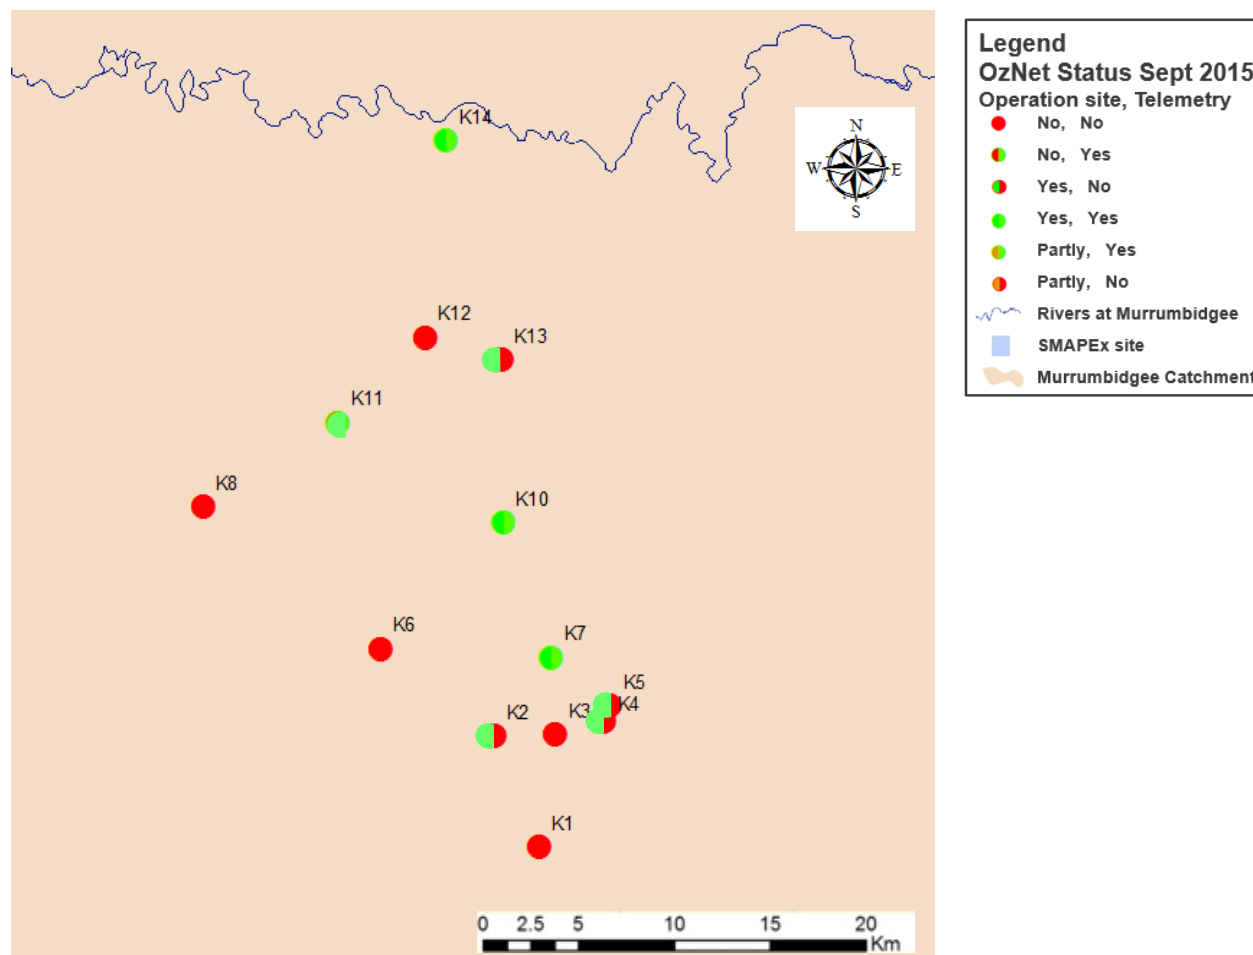 Legend
OzNet Status Sept 2015
Operation site, Telemetry
No, No
No, Yes
Yes, No
Yes, Yes
Partly, Yes
Partly, No
Rivers at Murrumbidgee
SMAPEx site
Murrumbidgee Catchment
K14
N
W E
S
K12
K13
K11
K8
K10
K6
K7
K5
K4
K2
K3
K1
0 2.5 5 10 15 20
Km